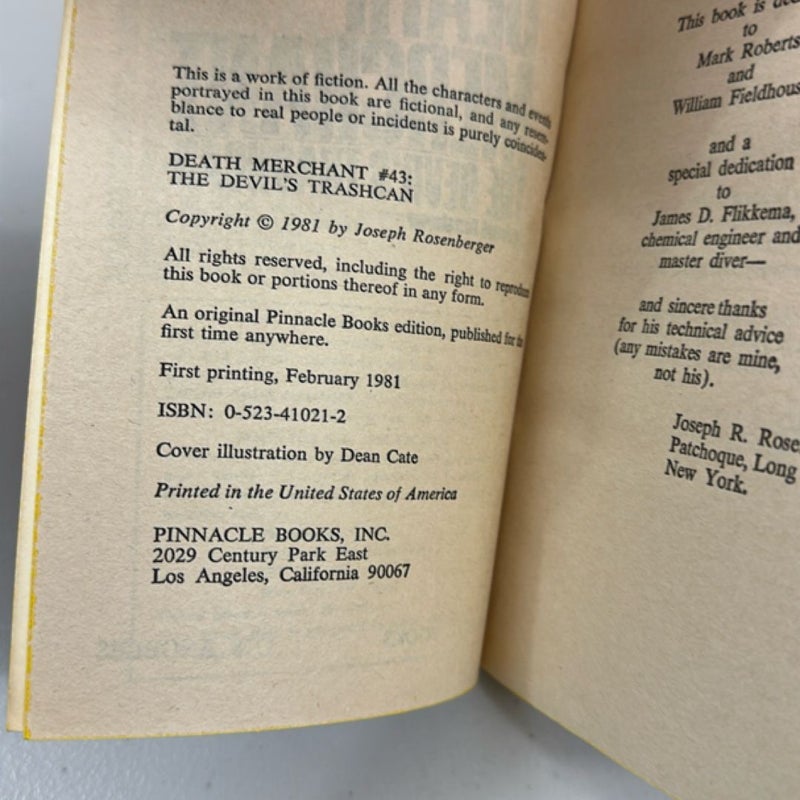 This is a work of fiction. All the characters and events
portrayed in this book are fictional, and any resem-
blance to real people or incidents is purely coinciden-
tal.
DEATH MERCHANT #43:
THE DEVIL'S TRASHCAN
Copyright © 1981 by Joseph Rosenberger
All rights reserved, including the right to reproduce
this book or portions thereof in any form.
An original Pinnacle Books edition, published for the
first time anywhere.
First printing, February 1981
ISBN: 0-523-41021-2
Cover illustration by Dean Cate
Printed in the United States of America
PINNACLE BOOKS, INC.
2029 Century Park East
Los Angeles, California 90067
This book is
to
Mark Roberts
and
William
and a
special dedication
to
James D. Flikkema,
chemical engineer and
master diver—
and sincere thanks
for his technical advice
(any mistakes are mine,
not his).
Joseph R.
Patchoque, Long
New York.